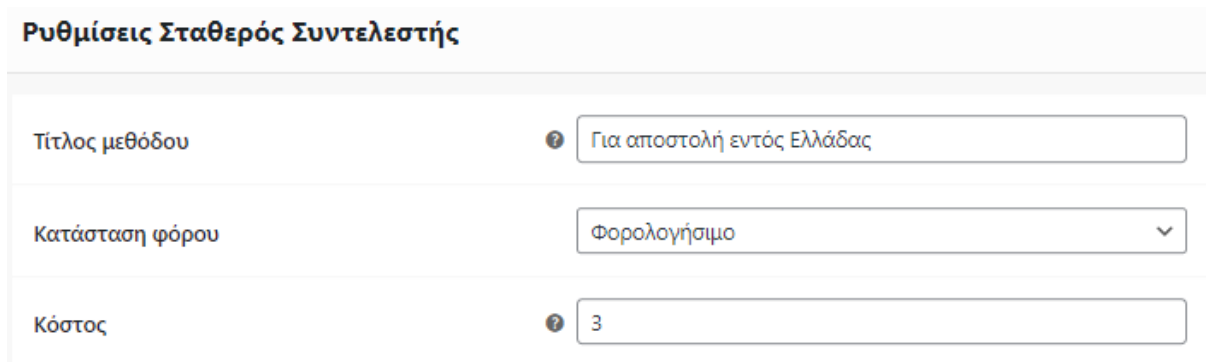 Ρυθμίσεις Σταθερός Συντελεστής
Τίτλος μεθόδου
Για αποστολή εντός Ελλάδας
Κατάσταση φόρου
Φορολογήσιμο
Κόστος
3